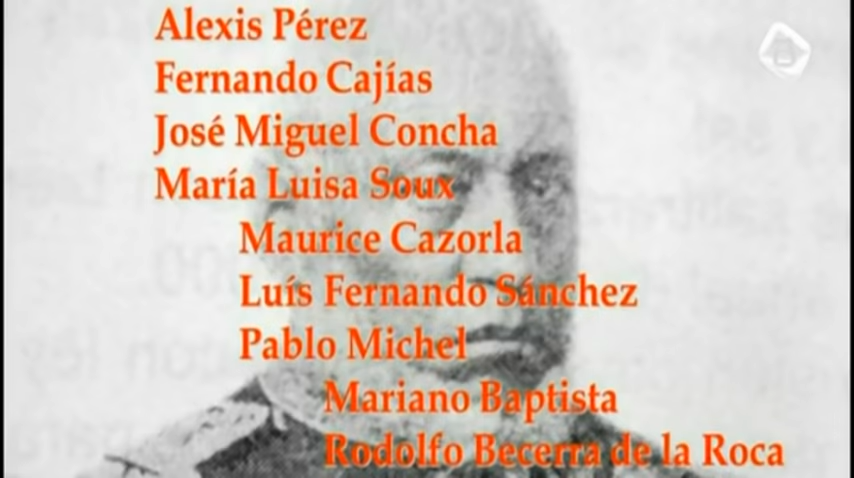 Alexis Pérez
Fernando Cajías
José Miguel Concha
María Luisa Soux
Maurice Cazorla
Luís Fernando Sánchez
Pablo Michel
Mariano Baptista
Rodolfo Becerra de la Roca